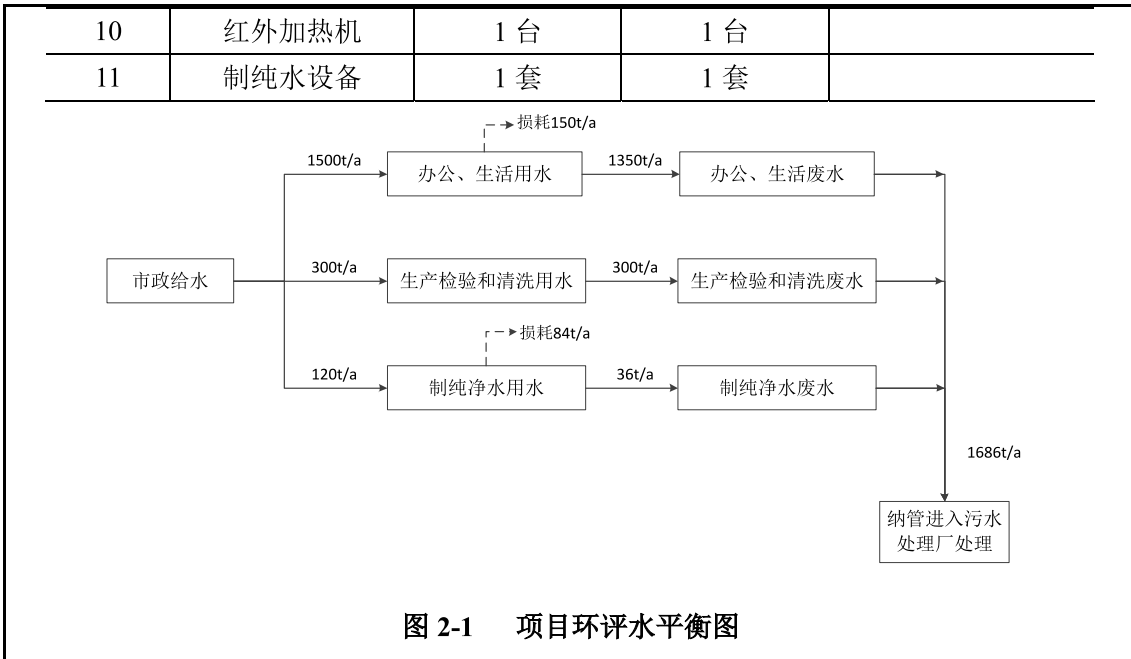 10 红外加热机 1 台 1 台
11 制纯水设备 1 套 1 套
损耗150t/a
1500t/a
办公、生活用水
1350t/a
办公、生活废水
市政给水
300t/a
生产检验和清洗用水
300t/a
生产检验和清洗废水
损耗84t/a
120t/a
制纯净水用水
36t/a
制纯净水废水
1686t/a
纳管进入污水
处理厂处理
图 2-1 项目环评水平衡图